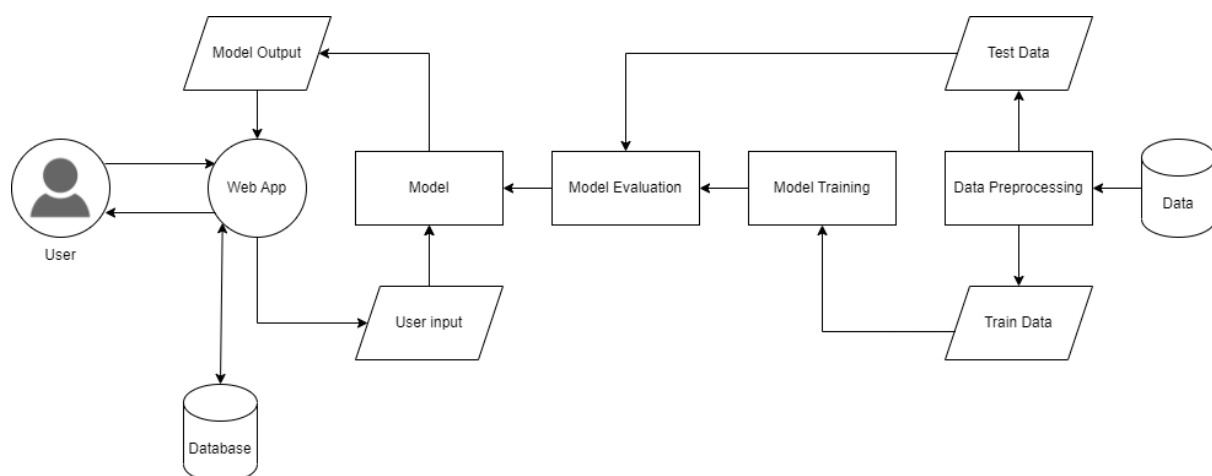 Model Output
Test Data
Web App
Model
Model Evaluation
Model Training
Data Preprocessing
Data
User
User input
Train Data
Database